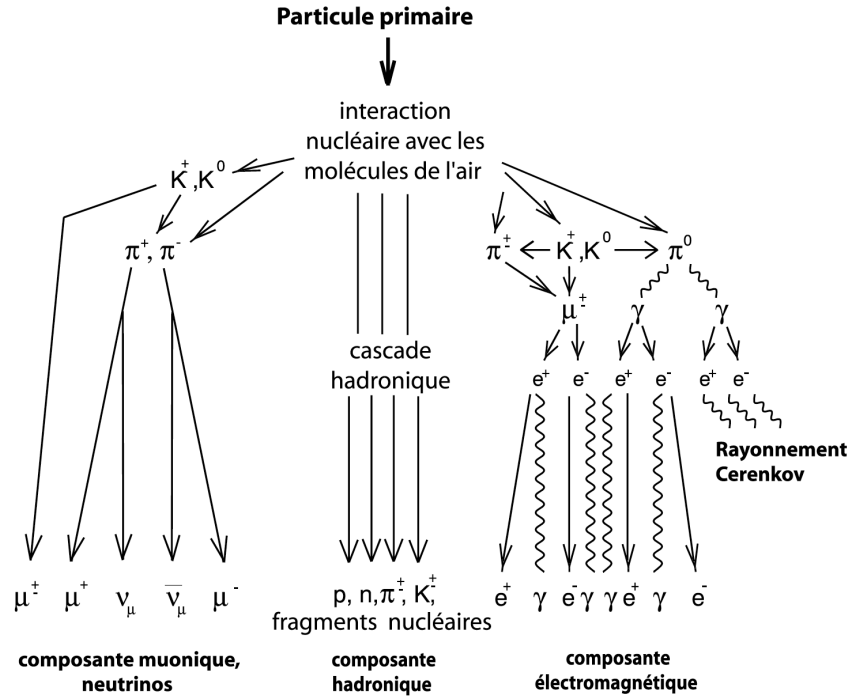 Particule primaire
interaction
nucléaire avec les
molécules de l'air
K⁺,K⁰
π⁺, π⁻
π± K⁺,K⁰ π⁰
μ± γ γ
cascade
hadronique
e⁺ e⁻ e⁺ e⁻ e⁺ e⁻
Rayonnement
Cerenkov
μ± μ⁺ ν_μ ν̅_μ μ⁻
p, n,π±, K±,
fragments nucléaires
e⁺ γ e⁻ γ γ e⁺ γ e⁻
composante muonique,
neutrinos
composante
hadronique
composante
électromagnétique